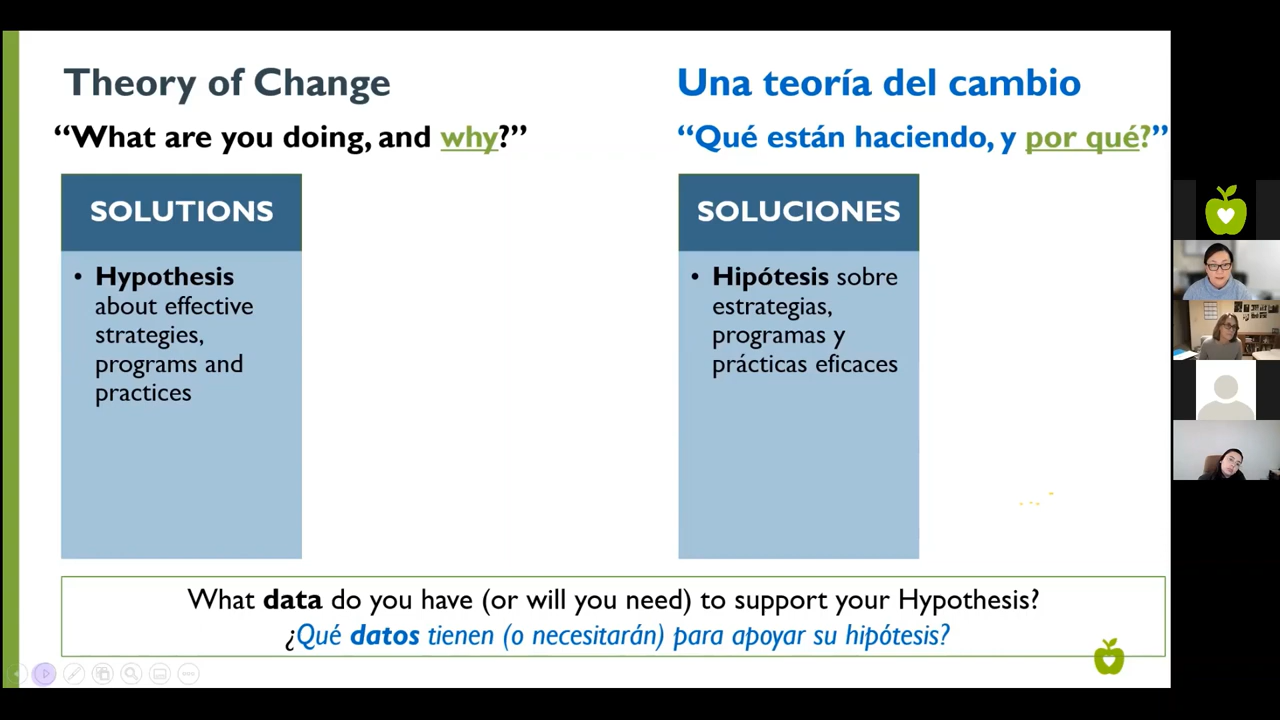 Theory of Change
“What are you doing, and why?”
SOLUTIONS
• Hypothesis
about effective
strategies,
programs and
practices
Una teoría del cambio
“Qué están haciendo, y por qué?”
SOLUCIONES
• Hipótesis sobre
estrategias,
programas y
prácticas eficaces
What data do you have (or will you need) to support your Hypothesis?
¿Qué datos tienen (o necesitarán) para apoyar su hipótesis?